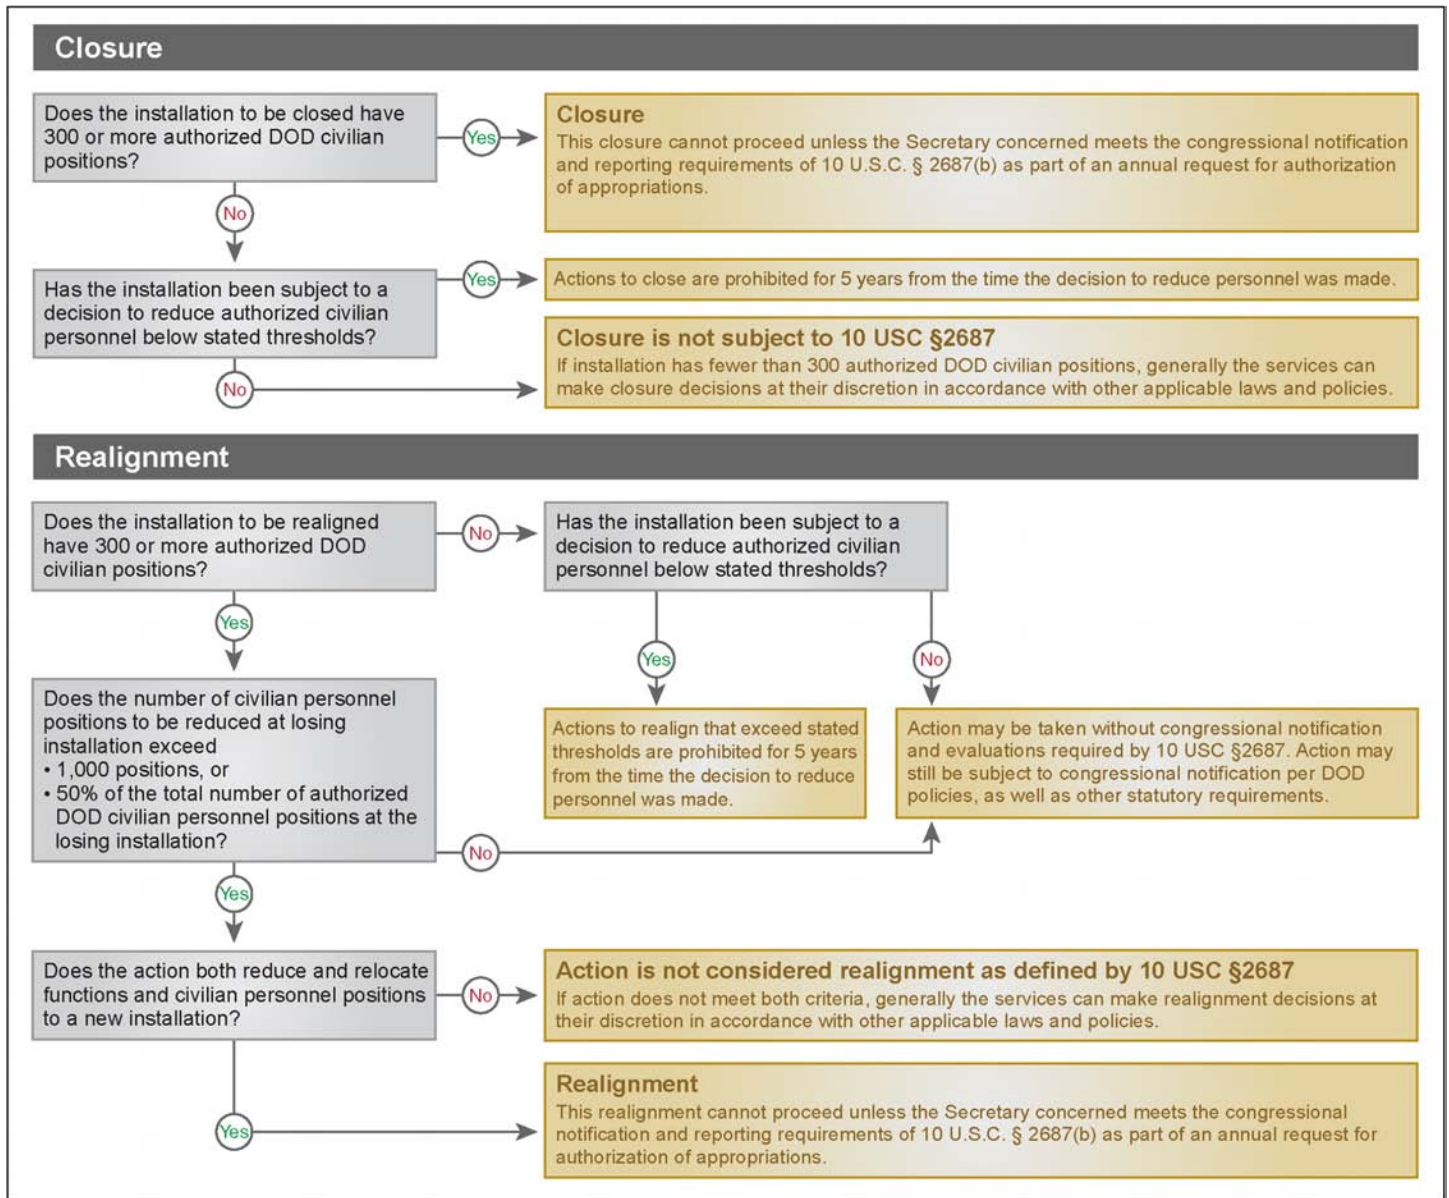 Closure
Does the installation to be closed have
300 or more authorized DOD civilian
positions?
Yes
Closure
This closure cannot proceed unless the Secretary concerned meets the congressional notification
and reporting requirements of 10 U.S.C. § 2687(b) as part of an annual request for authorization
of appropriations.
No
Has the installation been subject to a
decision to reduce authorized civilian
personnel below stated thresholds?
Yes
Actions to close are prohibited for 5 years from the time the decision to reduce personnel was made.
No
Closure is not subject to 10 USC §2687
If installation has fewer than 300 authorized DOD civilian positions, generally the services can
make closure decisions at their discretion in accordance with other applicable laws and policies.
Realignment
Does the installation to be realigned
have 300 or more authorized DOD
civilian positions?
No
Has the installation been subject to a
decision to reduce authorized civilian
personnel below stated thresholds?
Yes
Yes
No
Does the number of civilian personnel
positions to be reduced at losing
installation exceed
• 1,000 positions, or
• 50% of the total number of authorized
DOD civilian personnel positions at the
losing installation?
Actions to realign that exceed stated
thresholds are prohibited for 5 years
from the time the decision to reduce
personnel was made.
Action may be taken without congressional notification
and evaluations required by 10 USC §2687. Action may
still be subject to congressional notification per DOD
policies, as well as other statutory requirements.
No
Yes
Does the action both reduce and relocate
functions and civilian personnel positions
to a new installation?
No
Action is not considered realignment as defined by 10 USC §2687
If action does not meet both criteria, generally the services can make realignment decisions at
their discretion in accordance with other applicable laws and policies.
Yes
Realignment
This realignment cannot proceed unless the Secretary concerned meets the congressional
notification and reporting requirements of 10 U.S.C. § 2687(b) as part of an annual request for
authorization of appropriations.